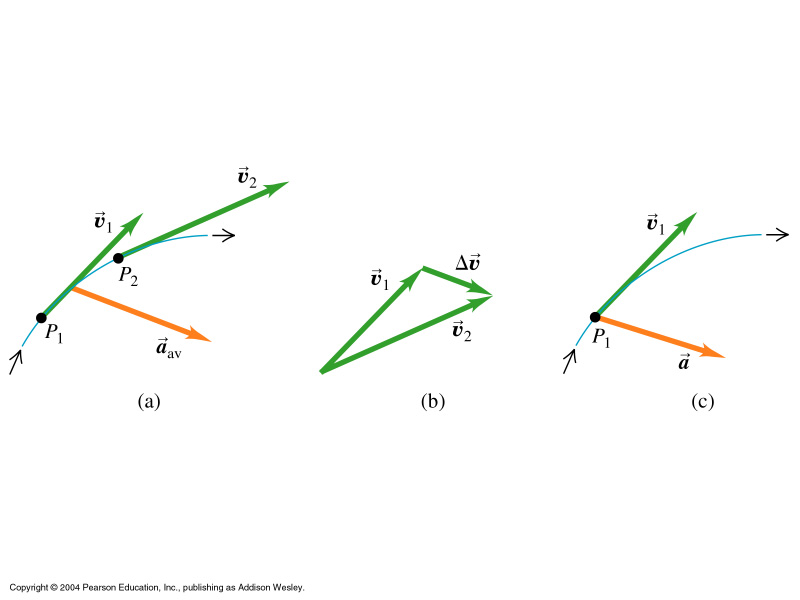 v⃗₂
v⃗₁
P₂
P₁
a⃗av
(a)
v⃗₁
Δv⃗
v⃗₂
(b)
v⃗₁
P₁
a⃗
(c)
Copyright © 2004 Pearson Education, Inc., publishing as Addison Wesley.